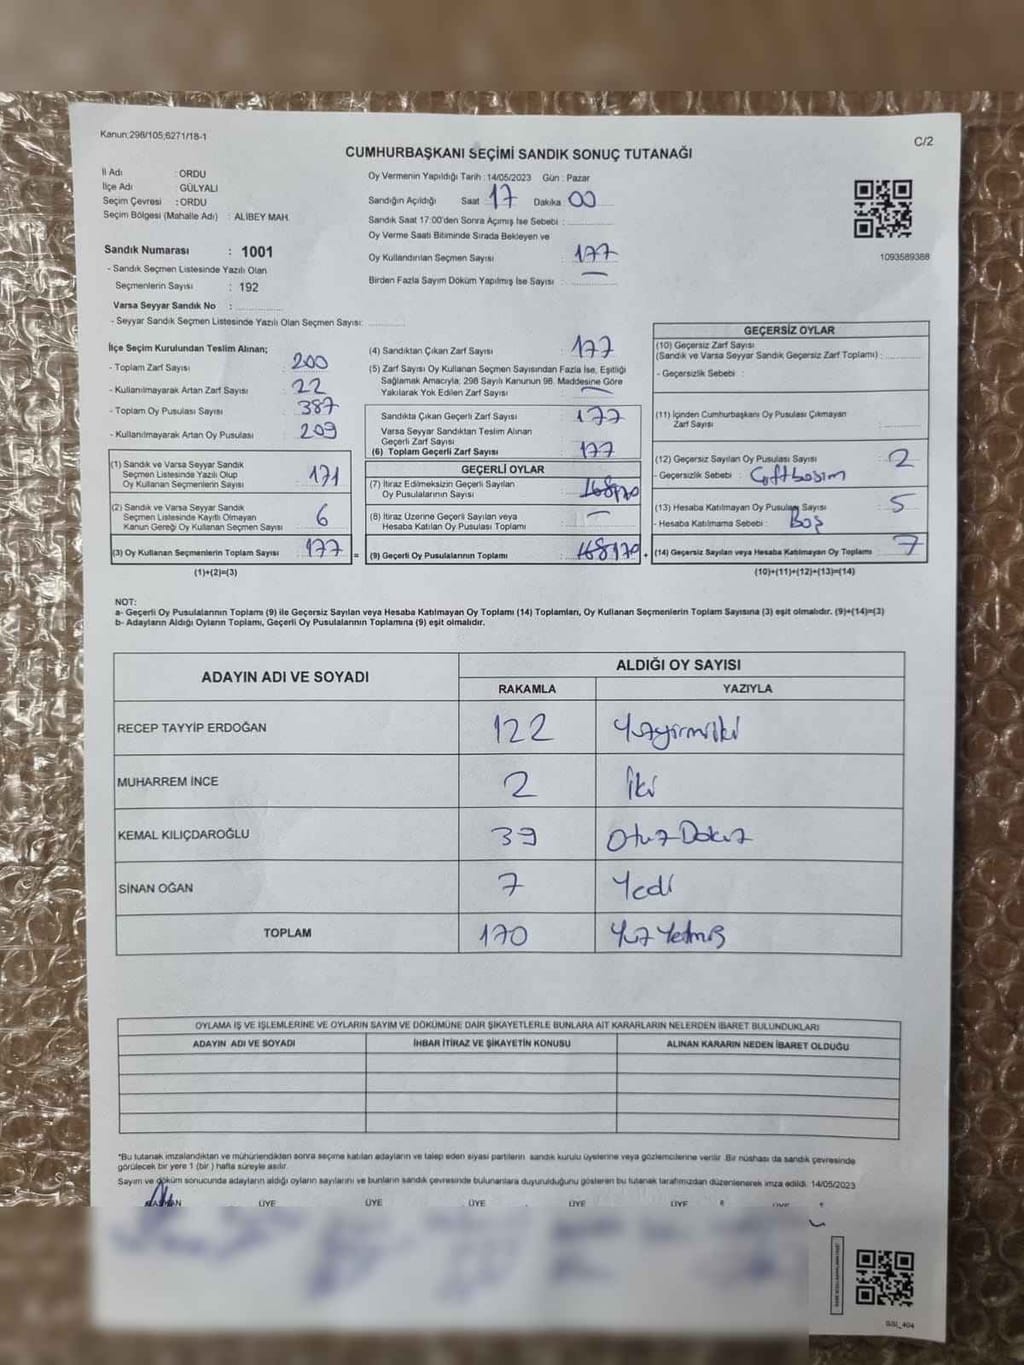 Kanun;298/105;6271/18-1
C/2
CUMHURBAŞKANI SEÇİMİ SANDIK SONUÇ TUTANAĞI
İl Adı : ORDU
İlçe Adı : GÜLYALI
Seçim Çevresi : ORDU
Seçim Bölgesi (Mahalle Adı) : ALİBEY MAH.
Sandık Numarası : 1001
- Sandık Seçmen Listesinde Yazılı Olan
Seçmenlerin Sayısı : 192
Varsa Seyyar Sandık No :
- Seyyar Sandık Seçmen Listesinde Yazılı Olan Seçmen Sayısı:
Oy Vermenin Yapıldığı Tarih : 14/05/2023 Gün : Pazar
Sandığın Açıldığı Saat : 17 Dakika 00
Sandık Saat 17:00'den Sonra Açımış İse Sebebi :
Oy Verme Saati Bitiminde Sırada Bekleyen ve
Oy Kullandırılan Seçmen Sayısı : 177
Birden Fazla Sayım Döküm Yapılmış İse Sayısı : —
1093589388
İlçe Seçim Kurulundan Teslim Alınan;
- Toplam Zarf Sayısı : 200
- Kullanılmayarak Artan Zarf Sayısı : 22
- Toplam Oy Pusulası Sayısı : 387
- Kullanılmayarak Artan Oy Pusulası : 209
(1) Sandık ve Varsa Seyyar Sandık
Seçmen Listesinde Yazılı Olup
Oy Kullanan Seçmenlerin Sayısı : 171
(2) Sandık ve Varsa Seyyar Sandık
Seçmen Listesinde Kayıtlı Olmayan
Kanun Gereği Oy Kullanan Seçmen Sayısı : 6
(3) Oy Kullanan Seçmenlerin Toplam Sayısı : 177
(1)+(2)=(3)
(4) Sandıktan Çıkan Zarf Sayısı : 177
(5) Zarf Sayısı Oy Kullanan Seçmen Sayısından Fazla İse, Eşitliği
Sağlamak Amacıyla; 298 Sayılı Kanunun 98. Maddesine Göre
Yakılarak Yok Edilen Zarf Sayısı : —
Sandıkta Çıkan Geçerli Zarf Sayısı : 177
Varsa Seyyar Sandıktan Teslim Alınan
Geçerli Zarf Sayısı :
(6) Toplam Geçerli Zarf Sayısı : 177
GEÇERLİ OYLAR
(7) İtiraz Edilmeksizin Geçerli Sayılan
Oy Pusulalarının Sayısı : 168 170
(8) İtiraz Üzerine Geçerli Sayılan veya
Hesaba Katılan Oy Pusulası Toplamı : —
= (9) Geçerli Oy Pusulalarının Toplamı : 168 170 +
GEÇERSİZ OYLAR
(10) Geçersiz Zarf Sayısı
(Sandık ve Varsa Seyyar Sandık Geçersiz Zarf Toplamı) :
- Geçersizlik Sebebi :
(11) İçinden Cumhurbaşkanı Oy Pusulası Çıkmayan
Zarf Sayısı :
(12) Geçersiz Sayılan Oy Pusulası Sayısı : 2
- Geçersizlik Sebebi : Çiftbasım
(13) Hesaba Katılmayan Oy Pusulası Sayısı : 5
- Hesaba Katılmama Sebebi : Boş
(14) Geçersiz Sayılan veya Hesaba Katılmayan Oy Toplamı : 7
(10)+(11)+(12)+(13)=(14)
NOT:
a- Geçerli Oy Pusulalarının Toplamı (9) ile Geçersiz Sayılan veya Hesaba Katılmayan Oy Toplamı (14) Toplamları, Oy Kullanan Seçmenlerin Toplam Sayısına (3) eşit olmalıdır. (9)+(14)=(3)
b- Adayların Aldığı Oyların Toplamı, Geçerli Oy Pusulalarının Toplamına (9) eşit olmalıdır.
ADAYIN ADI VE SOYADI ALDIĞI OY SAYISI
RAKAMLA YAZIYLA
RECEP TAYYİP ERDOĞAN 122 Yüzyirmiiki
MUHARREM İNCE 2 İki
KEMAL KILIÇDAROĞLU 39 Otuz Dokuz
SİNAN OĞAN 7 Yedi
TOPLAM 170 Yüz Yetmiş
OYLAMA İŞ VE İŞLEMLERİNE VE OYLARIN SAYIM VE DÖKÜMÜNE DAİR ŞİKAYETLERLE BUNLARA AİT KARARLARIN NELERDEN İBARET BULUNDUKLARI
ADAYIN ADI VE SOYADI İHBAR İTİRAZ VE ŞİKAYETİN KONUSU ALINAN KARARIN NEDEN İBARET OLDUĞU
*Bu tutanak imzalandıktan ve mühürlendikten sonra seçime katılan adayların ve talep eden siyasi partilerin sandık kurulu üyelerine veya gözlemcilerine verilir .Bir nüshası da sandık çevresinde
görülecek bir yere 1 (bir ) hafta süreyle asılır.
Sayım ve döküm sonucunda adayların aldığı oyların sayılarını ve bunların sandık çevresinde bulunanlara duyurulduğunu gösteren bu tutanak tarafımızdan düzenlenerek imza edildi. 14/05/2023
BAŞKAN ÜYE ÜYE ÜYE ÜYE ÜYE ÜYE